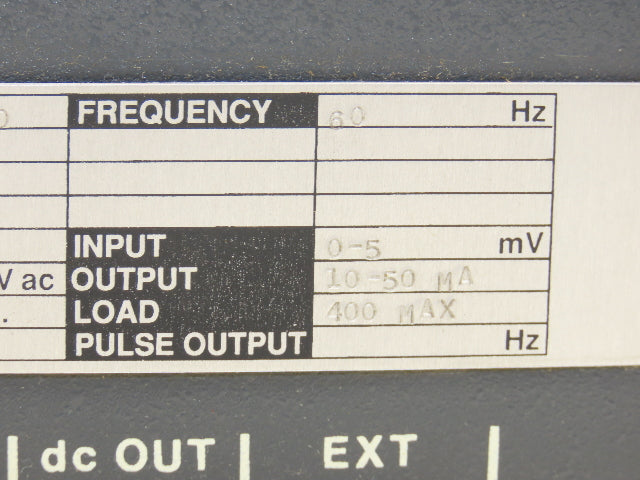 FREQUENCY 60 Hz
INPUT 0-5 mV
V ac OUTPUT 10-50 MA
LOAD 400 MAX
PULSE OUTPUT Hz
dc OUT EXT